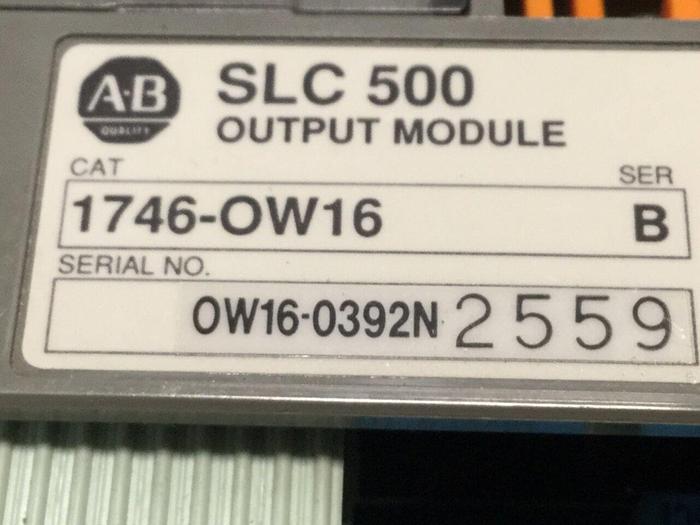 A·B
QUALITY
SLC 500
OUTPUT MODULE
CAT
SER
1746-OW16
B
SERIAL NO.
OW16-0392N 2559